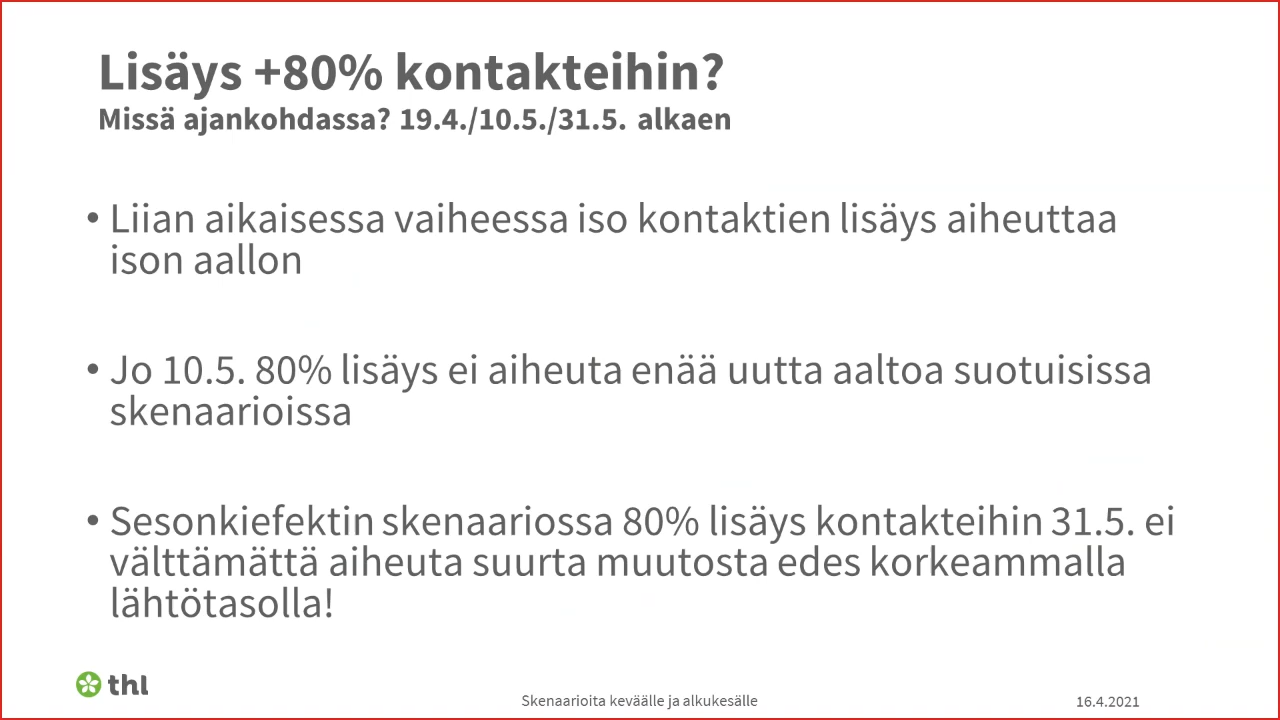 Lisäys +80% kontakteihin?
Missä ajankohdassa? 19.4./10.5./31.5. alkaen
• Liian aikaisessa vaiheessa iso kontaktien lisäys aiheuttaa
ison aallon
• Jo 10.5. 80% lisäys ei aiheuta enää uutta aaltoa suotuisissa
skenaarioissa
• Sesonkiefektin skenaariossa 80% lisäys kontakteihin 31.5. ei
välttämättä aiheuta suurta muutosta edes korkeammalla
lähtötasolla!
thl
Skenaarioita keväälle ja alkukesälle
16.4.2021